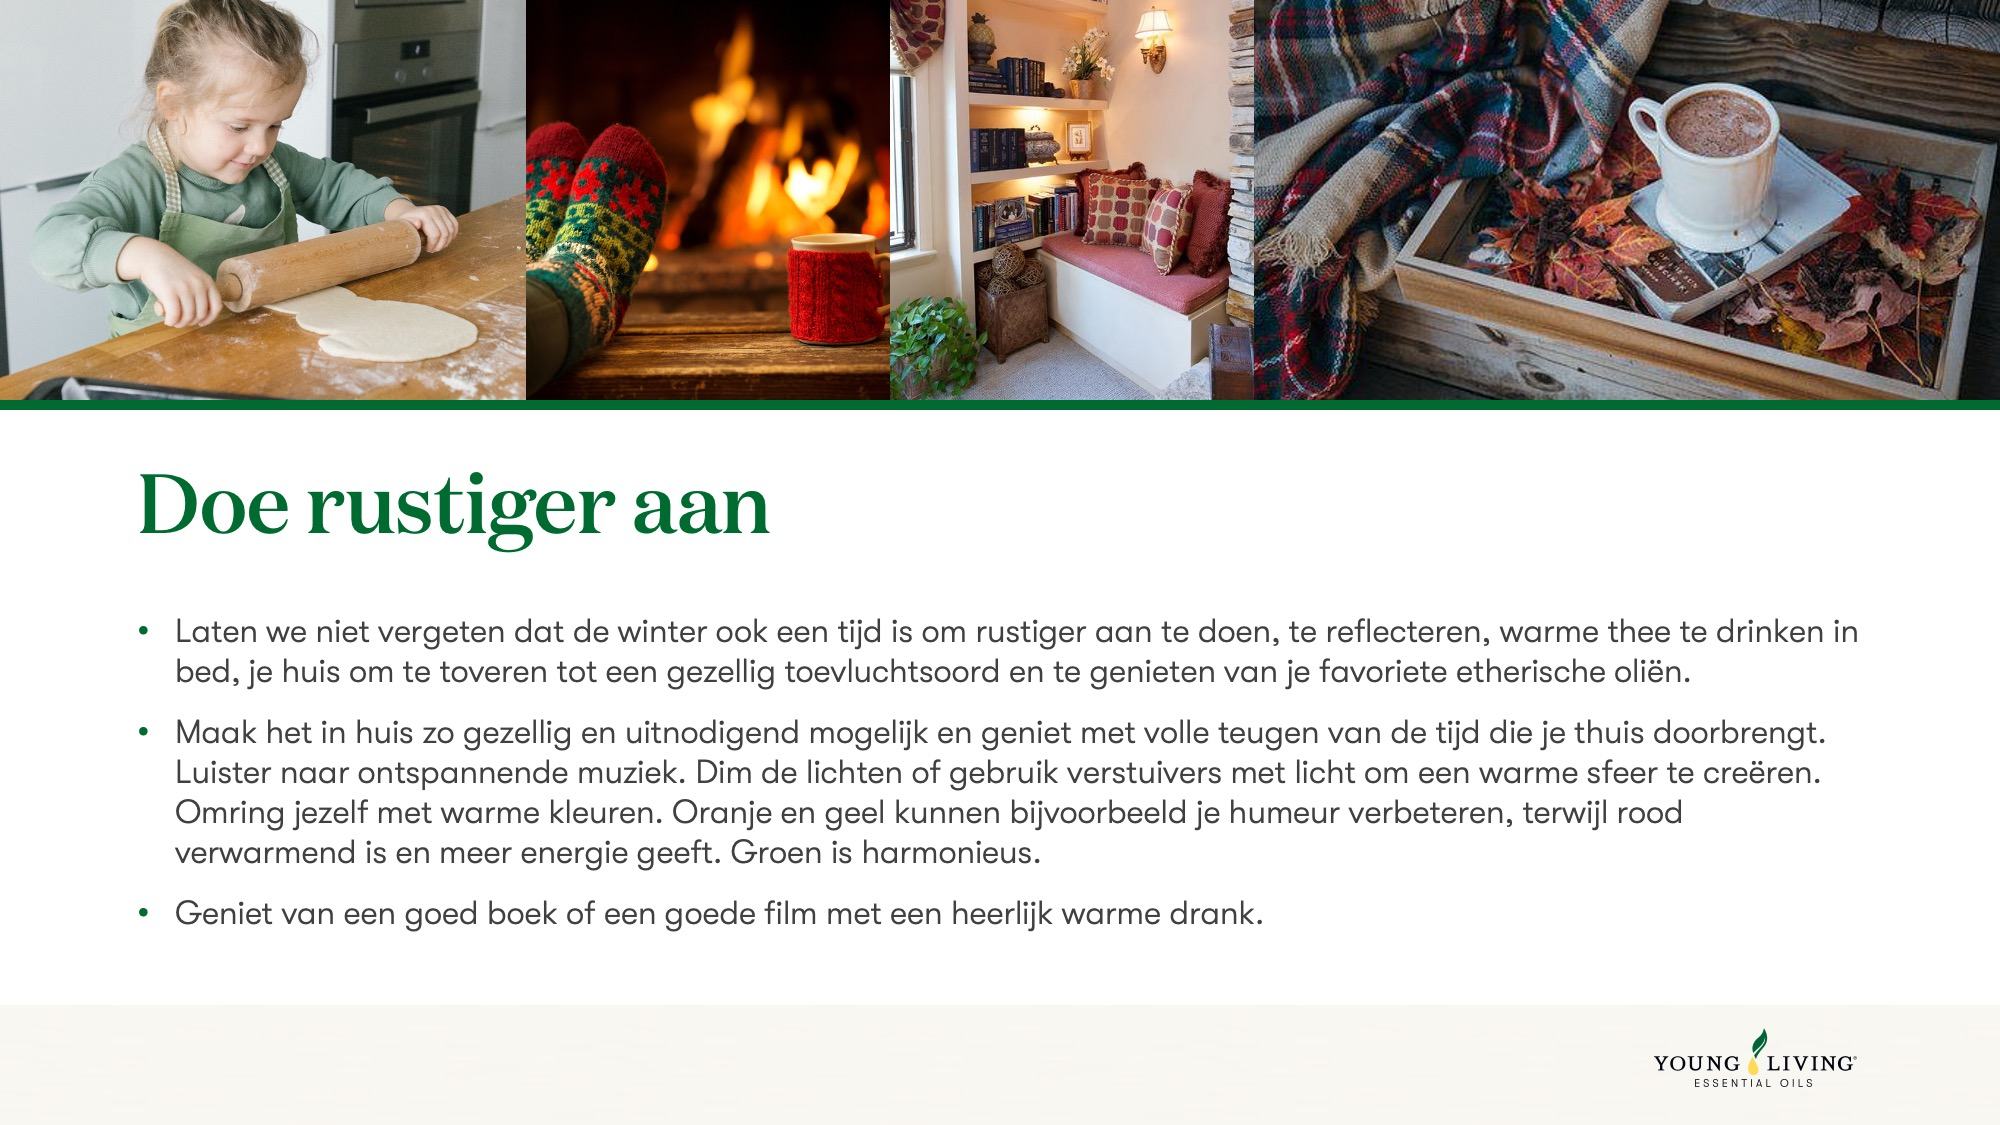 Doe rustiger aan
• Laten we niet vergeten dat de winter ook een tijd is om rustiger aan te doen, te reflecteren, warme thee te drinken in
bed, je huis om te toveren tot een gezellig toevluchtsoord en te genieten van je favoriete etherische oliën.
• Maak het in huis zo gezellig en uitnodigend mogelijk en geniet met volle teugen van de tijd die je thuis doorbrengt.
Luister naar ontspannende muziek. Dim de lichten of gebruik verstuivers met licht om een warme sfeer te creëren.
Omring jezelf met warme kleuren. Oranje en geel kunnen bijvoorbeeld je humeur verbeteren, terwijl rood
verwarmend is en meer energie geeft. Groen is harmonieus.
• Geniet van een goed boek of een goede film met een heerlijk warme drank.
YOUNG LIVING®
ESSENTIAL OILS